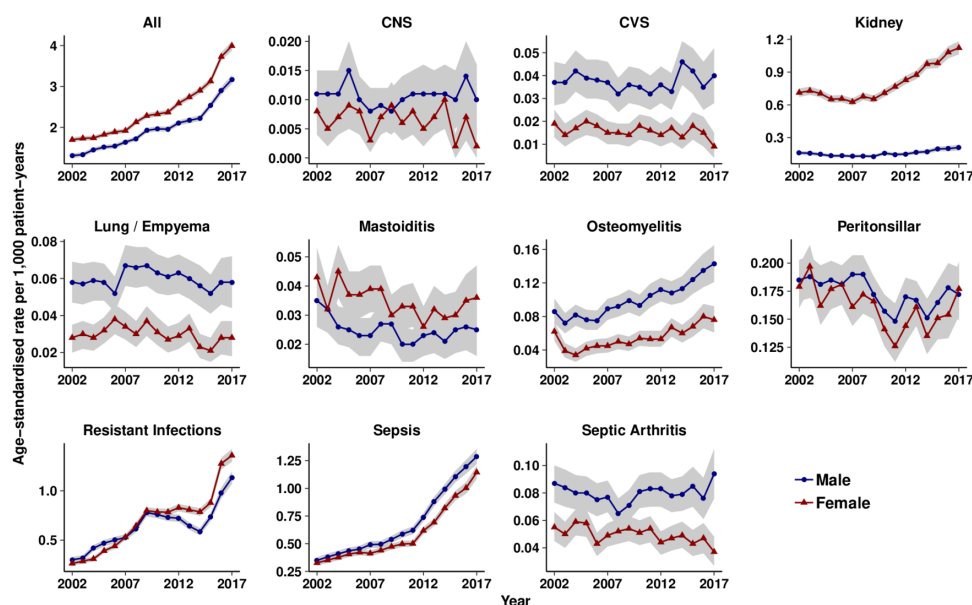 All
CNS
CVS
Kidney
4
3
2
2002 2007 2012 2017
0.020
0.015
0.010
0.005
0.000
2002 2007 2012 2017
0.05
0.04
0.03
0.02
0.01
2002 2007 2012 2017
1.2
0.9
0.6
0.3
2002 2007 2012 2017
Age−standardised rate per 1,000 patient−years
Lung / Empyema
Mastoiditis
Osteomyelitis
Peritonsillar
0.08
0.06
0.04
0.02
2002 2007 2012 2017
0.05
0.04
0.03
0.02
2002 2007 2012 2017
0.16
0.12
0.08
0.04
2002 2007 2012 2017
0.200
0.175
0.150
0.125
2002 2007 2012 2017
Resistant Infections
Sepsis
Septic Arthritis
1.0
0.5
2002 2007 2012 2017
1.25
1.00
0.75
0.50
0.25
2002 2007 2012 2017
0.10
0.08
0.06
0.04
2002 2007 2012 2017
Male
Female
Year